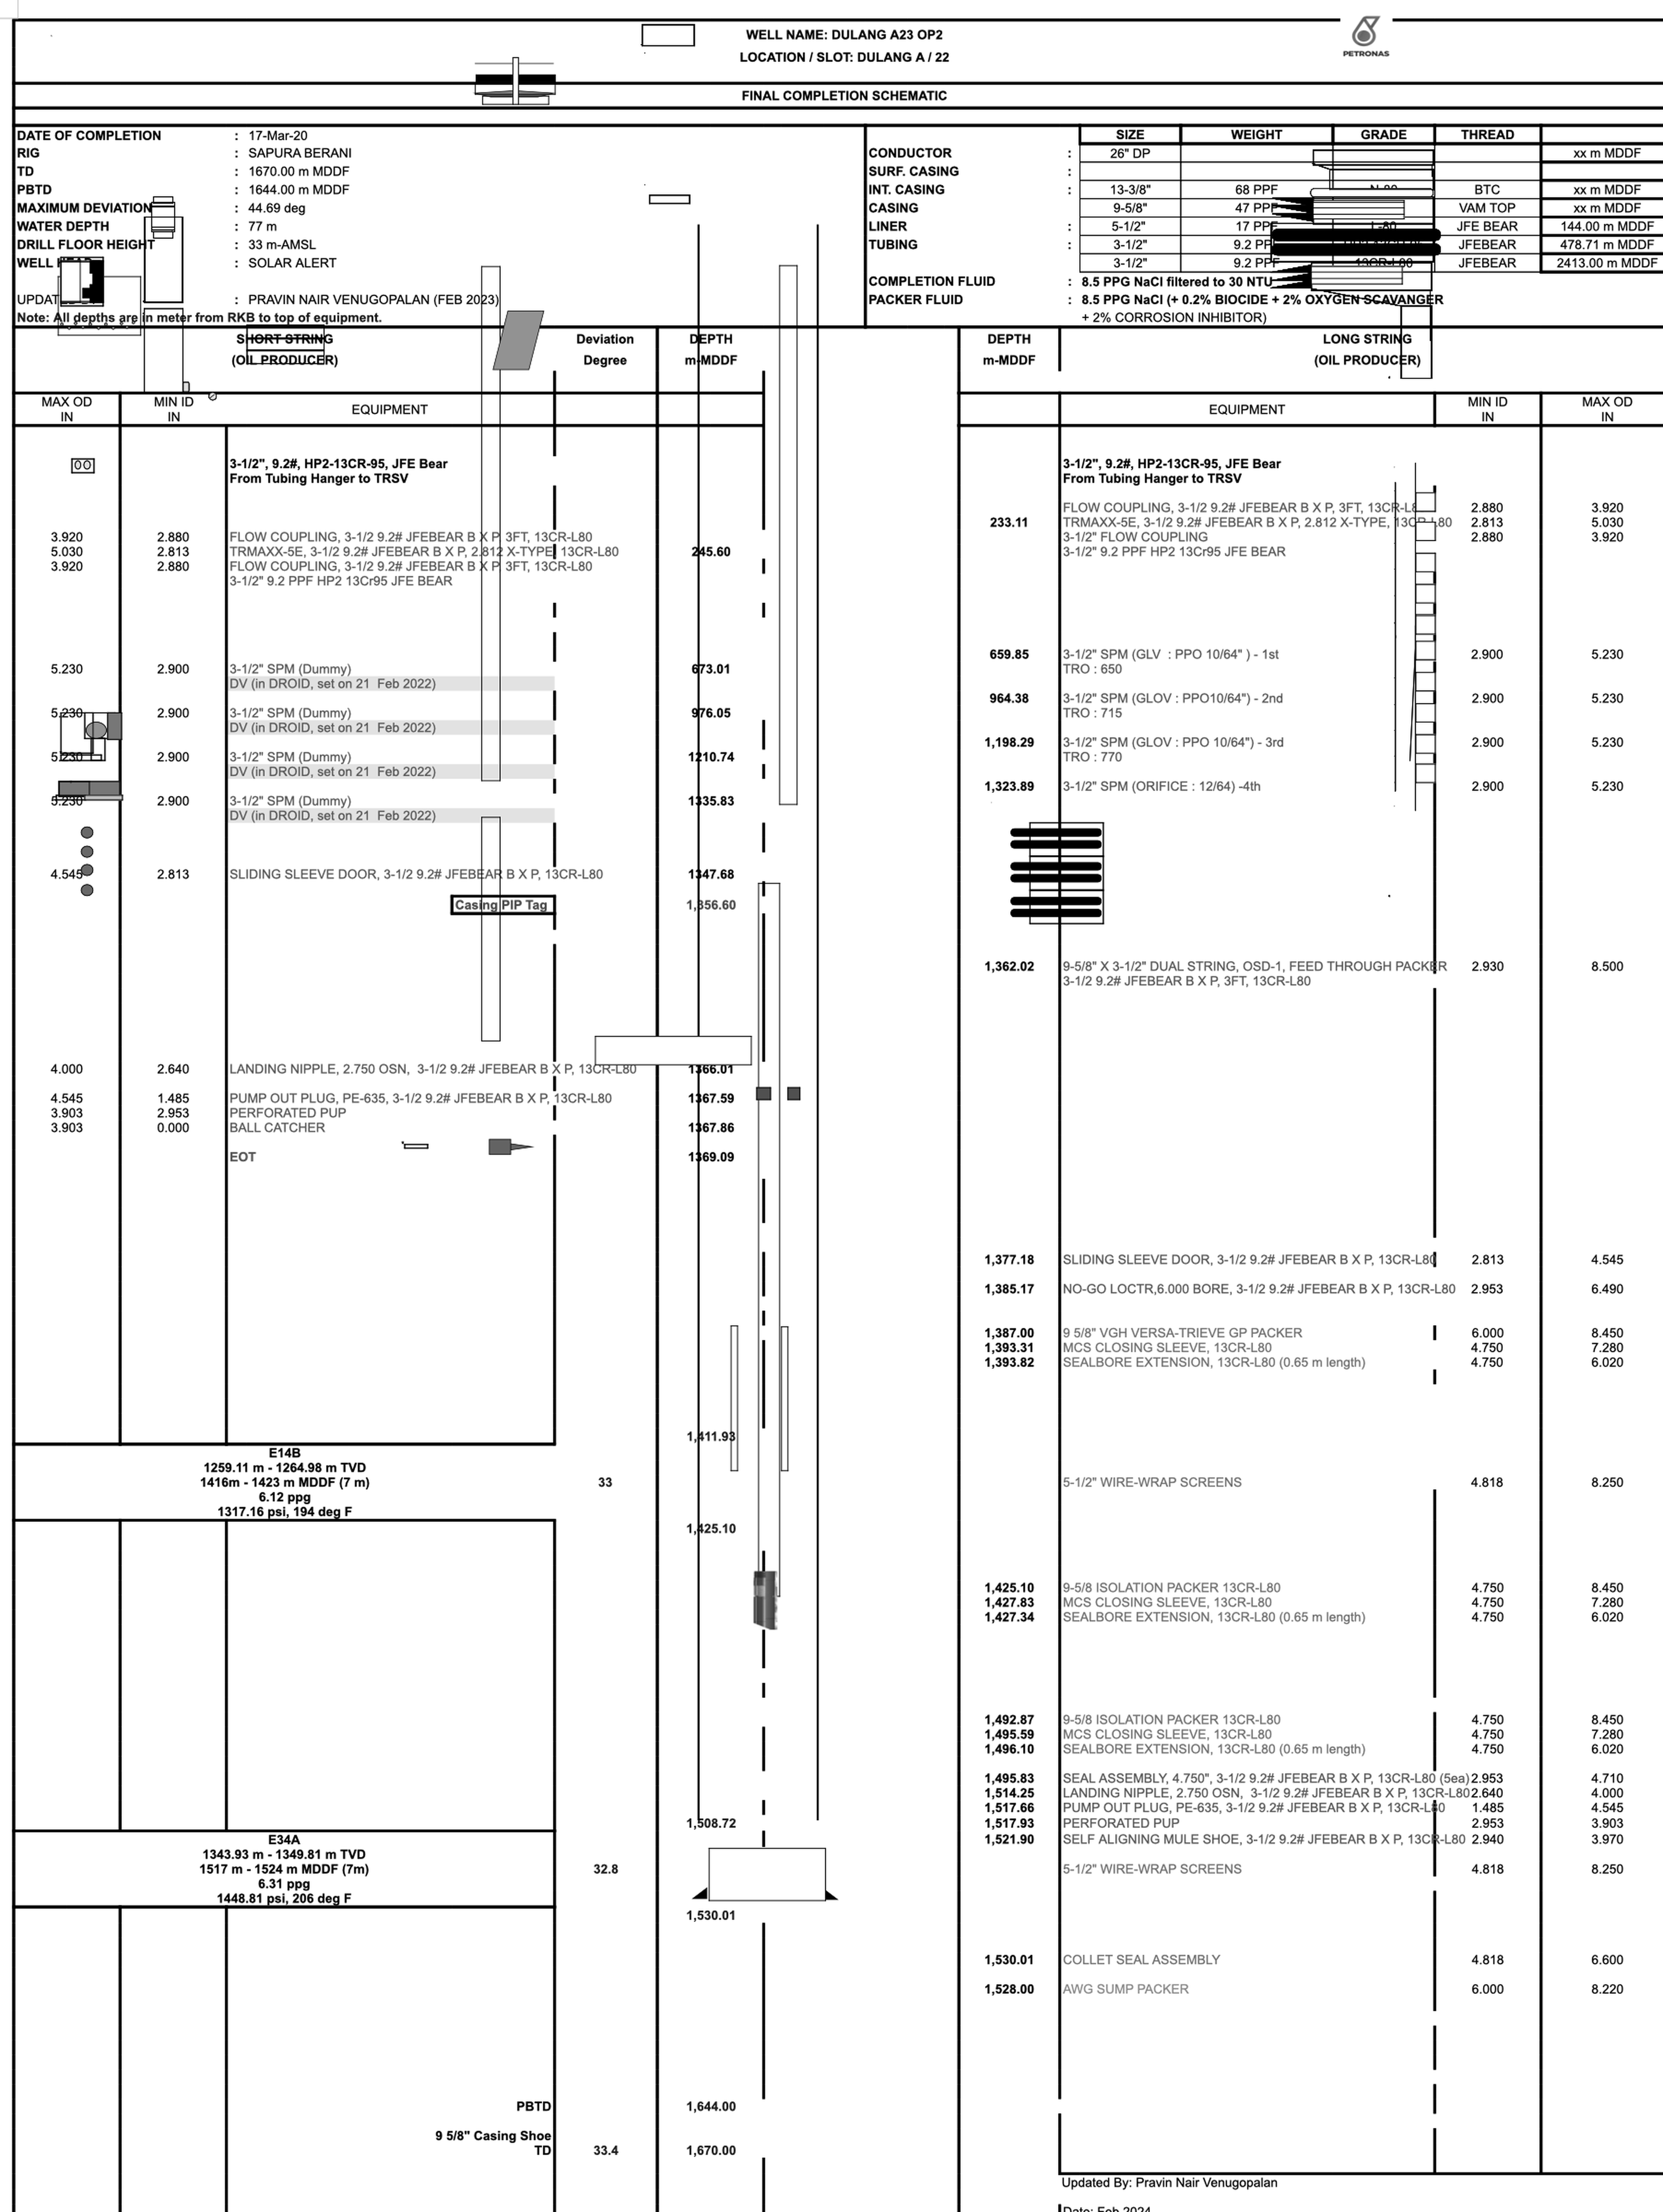 WELL NAME: DULANG A23 OP2
LOCATION / SLOT: DULANG A / 22
PETRONAS
FINAL COMPLETION SCHEMATIC
DATE OF COMPLETION : 17-Mar-20
RIG : SAPURA BERANI
TD : 1670.00 m MDDF
PBTD : 1644.00 m MDDF
MAXIMUM DEVIATION : 44.69 deg
WATER DEPTH : 77 m
DRILL FLOOR HEIGHT : 33 m-AMSL
WELL : SOLAR ALERT
UPDAT : PRAVIN NAIR VENUGOPALAN (FEB 2023)
Note: All depths are in meter from RKB to top of equipment.
SIZE WEIGHT GRADE THREAD
CONDUCTOR : 26" DP xx m MDDF
SURF. CASING :
INT. CASING : 13-3/8" 68 PPF N-80 BTC xx m MDDF
CASING 9-5/8" 47 PPF VAM TOP xx m MDDF
LINER : 5-1/2" 17 PPF L-80 JFE BEAR 144.00 m MDDF
TUBING : 3-1/2" 9.2 PPF JFEBEAR 478.71 m MDDF
3-1/2" 9.2 PPF 13CR-L80 JFEBEAR 2413.00 m MDDF
COMPLETION FLUID : 8.5 PPG NaCl filtered to 30 NTU
PACKER FLUID : 8.5 PPG NaCl (+ 0.2% BIOCIDE + 2% OXYGEN SCAVANGER
+ 2% CORROSION INHIBITOR)
SHORT STRING Deviation DEPTH
(OIL PRODUCER) Degree m-MDDF
DEPTH LONG STRING
m-MDDF (OIL PRODUCER)
MAX OD MIN ID EQUIPMENT
IN IN
EQUIPMENT MIN ID MAX OD
IN IN
3-1/2", 9.2#, HP2-13CR-95, JFE Bear
From Tubing Hanger to TRSV
3.920 2.880 FLOW COUPLING, 3-1/2 9.2# JFEBEAR B X P, 3FT, 13CR-L80
5.030 2.813 TRMAXX-5E, 3-1/2 9.2# JFEBEAR B X P, 2.812 X-TYPE, 13CR-L80 245.60
3.920 2.880 FLOW COUPLING, 3-1/2 9.2# JFEBEAR B X P, 3FT, 13CR-L80
3-1/2" 9.2 PPF HP2 13Cr95 JFE BEAR
5.230 2.900 3-1/2" SPM (Dummy) 673.01
DV (in DROID, set on 21 Feb 2022)
5.230 2.900 3-1/2" SPM (Dummy) 976.05
DV (in DROID, set on 21 Feb 2022)
5.230 2.900 3-1/2" SPM (Dummy) 1210.74
DV (in DROID, set on 21 Feb 2022)
5.230 2.900 3-1/2" SPM (Dummy) 1335.83
DV (in DROID, set on 21 Feb 2022)
4.545 2.813 SLIDING SLEEVE DOOR, 3-1/2 9.2# JFEBEAR B X P, 13CR-L80 1347.68
Casing PIP Tag 1,356.60
4.000 2.640 LANDING NIPPLE, 2.750 OSN, 3-1/2 9.2# JFEBEAR B X P, 13CR-L80 1366.01
4.545 1.485 PUMP OUT PLUG, PE-635, 3-1/2 9.2# JFEBEAR B X P, 13CR-L80 1367.59
3.903 2.953 PERFORATED PUP
3.903 0.000 BALL CATCHER 1367.86
EOT 1369.09
1,411.93
E14B
1259.11 m - 1264.98 m TVD
1416m - 1423 m MDDF (7 m) 33
6.12 ppg
1317.16 psi, 194 deg F
1,425.10
1,508.72
E34A
1343.93 m - 1349.81 m TVD
1517 m - 1524 m MDDF (7m) 32.8
6.31 ppg
1448.81 psi, 206 deg F
1,530.01
PBTD 1,644.00
9 5/8" Casing Shoe
TD 33.4 1,670.00
3-1/2", 9.2#, HP2-13CR-95, JFE Bear
From Tubing Hanger to TRSV
FLOW COUPLING, 3-1/2 9.2# JFEBEAR B X P, 3FT, 13CR-L80 2.880 3.920
233.11 TRMAXX-5E, 3-1/2 9.2# JFEBEAR B X P, 2.812 X-TYPE, 13CR-L80 2.813 5.030
3-1/2" FLOW COUPLING 2.880 3.920
3-1/2" 9.2 PPF HP2 13Cr95 JFE BEAR
659.85 3-1/2" SPM (GLV : PPO 10/64" ) - 1st 2.900 5.230
TRO : 650
964.38 3-1/2" SPM (GLOV : PPO10/64") - 2nd 2.900 5.230
TRO : 715
1,198.29 3-1/2" SPM (GLOV : PPO 10/64") - 3rd 2.900 5.230
TRO : 770
1,323.89 3-1/2" SPM (ORIFICE : 12/64) -4th 2.900 5.230
1,362.02 9-5/8" X 3-1/2" DUAL STRING, OSD-1, FEED THROUGH PACKER 2.930 8.500
3-1/2 9.2# JFEBEAR B X P, 3FT, 13CR-L80
1,377.18 SLIDING SLEEVE DOOR, 3-1/2 9.2# JFEBEAR B X P, 13CR-L80 2.813 4.545
1,385.17 NO-GO LOCTR,6.000 BORE, 3-1/2 9.2# JFEBEAR B X P, 13CR-L80 2.953 6.490
1,387.00 9 5/8" VGH VERSA-TRIEVE GP PACKER 6.000 8.450
1,393.31 MCS CLOSING SLEEVE, 13CR-L80 4.750 7.280
1,393.82 SEALBORE EXTENSION, 13CR-L80 (0.65 m length) 4.750 6.020
5-1/2" WIRE-WRAP SCREENS 4.818 8.250
1,425.10 9-5/8 ISOLATION PACKER 13CR-L80 4.750 8.450
1,427.83 MCS CLOSING SLEEVE, 13CR-L80 4.750 7.280
1,427.34 SEALBORE EXTENSION, 13CR-L80 (0.65 m length) 4.750 6.020
1,492.87 9-5/8 ISOLATION PACKER 13CR-L80 4.750 8.450
1,495.59 MCS CLOSING SLEEVE, 13CR-L80 4.750 7.280
1,496.10 SEALBORE EXTENSION, 13CR-L80 (0.65 m length) 4.750 6.020
1,495.83 SEAL ASSEMBLY, 4.750", 3-1/2 9.2# JFEBEAR B X P, 13CR-L80 (5ea) 2.953 4.710
1,514.25 LANDING NIPPLE, 2.750 OSN, 3-1/2 9.2# JFEBEAR B X P, 13CR-L80 2.640 4.000
1,517.66 PUMP OUT PLUG, PE-635, 3-1/2 9.2# JFEBEAR B X P, 13CR-L80 1.485 4.545
1,517.93 PERFORATED PUP 2.953 3.903
1,521.90 SELF ALIGNING MULE SHOE, 3-1/2 9.2# JFEBEAR B X P, 13CR-L80 2.940 3.970
5-1/2" WIRE-WRAP SCREENS 4.818 8.250
1,530.01 COLLET SEAL ASSEMBLY 4.818 6.600
1,528.00 AWG SUMP PACKER 6.000 8.220
Updated By: Pravin Nair Venugopalan
Date: Feb 2024